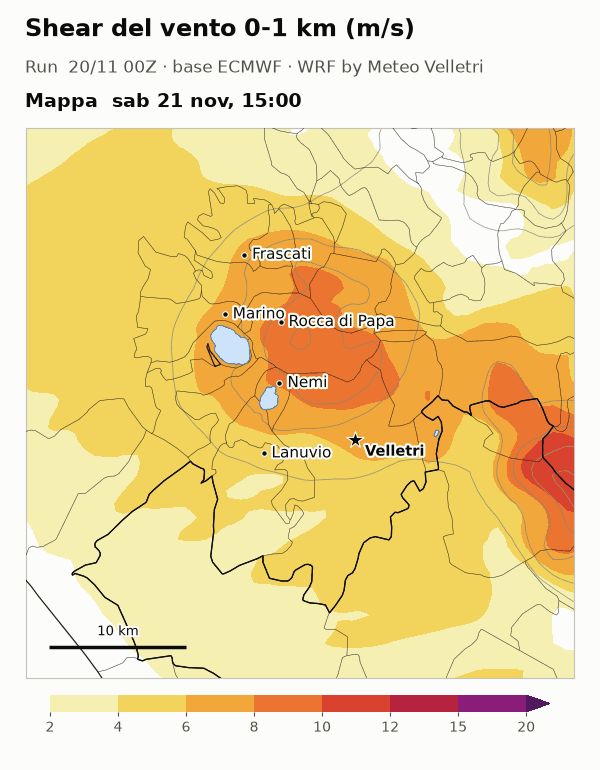 Shear del vento 0-1 km (m/s)
Run  20/11 00Z · base ECMWF · WRF by Meteo Velletri
Mappa  sab 21 nov, 15:00
Frascati
Marino
Rocca di Papa
Nemi
Velletri
Lanuvio
10 km
2 4 6 8 10 12 15 20